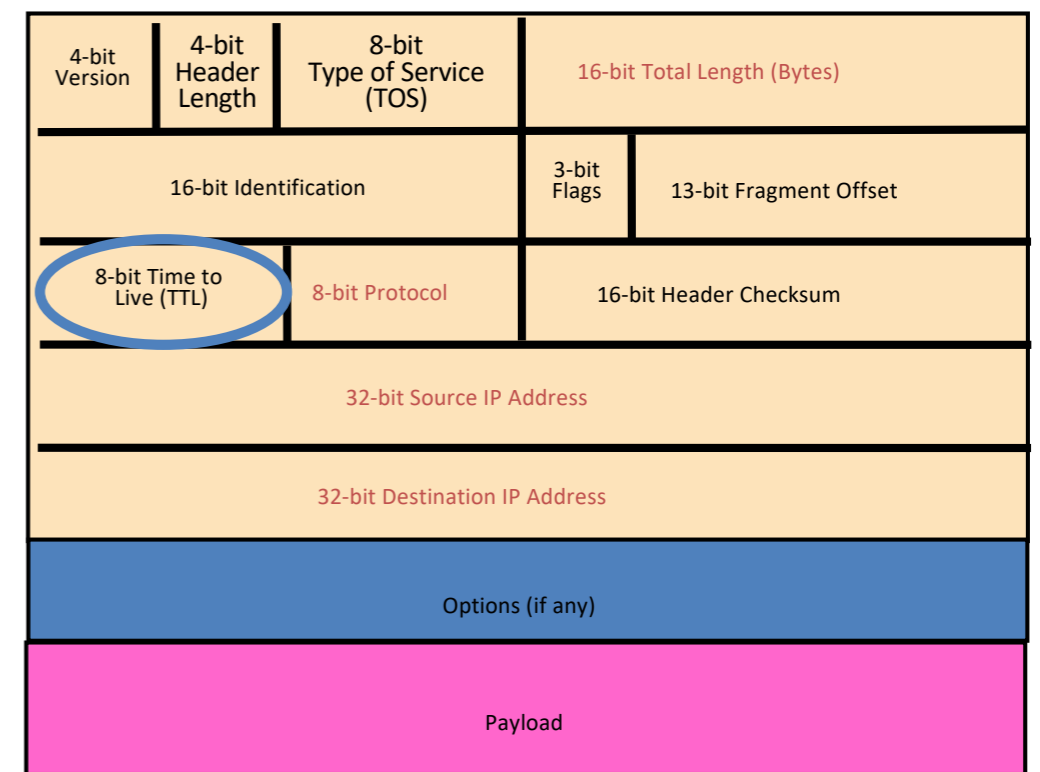 4-bit
Version
4-bit
Header
Length
8-bit
Type of Service
(TOS)
16-bit Total Length (Bytes)
16-bit Identification
3-bit
Flags
13-bit Fragment Offset
8-bit Time to
Live (TTL)
8-bit Protocol
16-bit Header Checksum
32-bit Source IP Address
32-bit Destination IP Address
Options (if any)
Payload